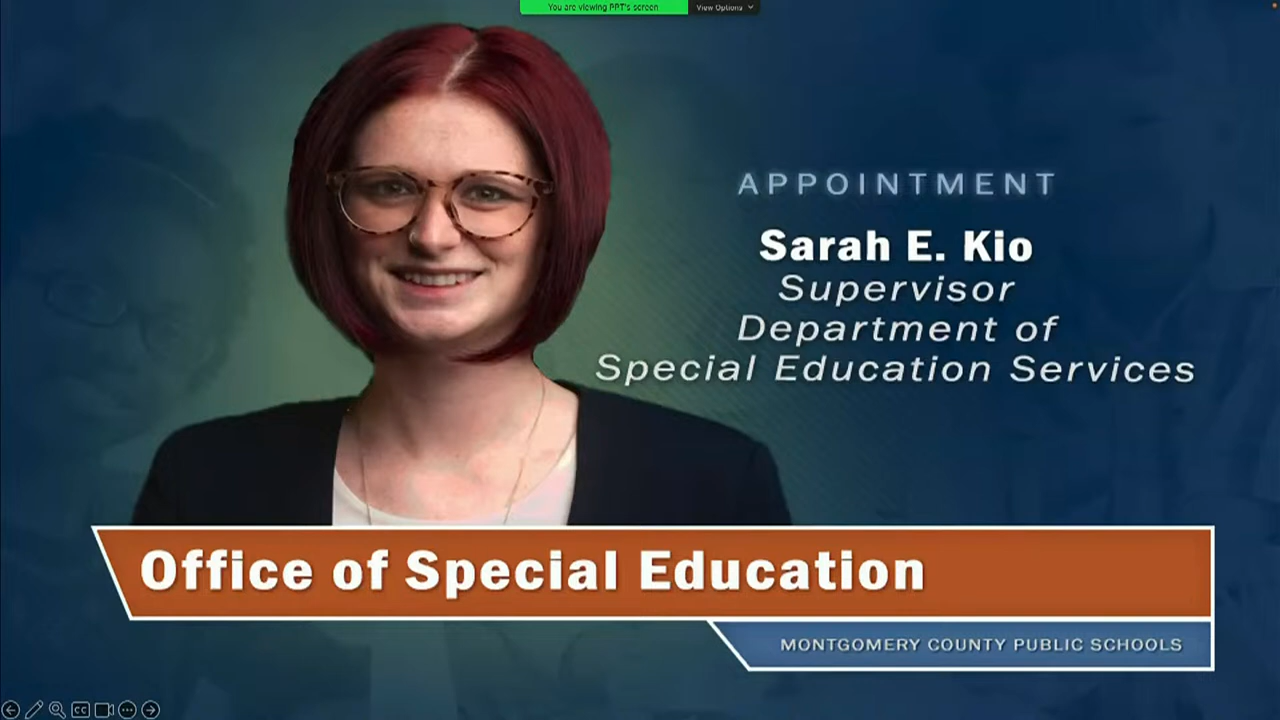 You are viewing PPT's screen View Options
APPOINTMENT
Sarah E. Kio
Supervisor
Department of
Special Education Services
Office of Special Education
MONTGOMERY COUNTY PUBLIC SCHOOLS
CC